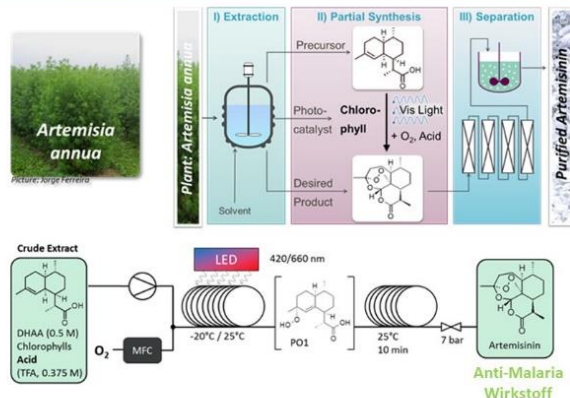 I) Extraction
II) Partial Synthesis
III) Separation
Artemisia
annua
Picture: Jorge Ferreira
Plant: Artemisia annua
Solvent
Precursor
Photo-
catalyst
Desired
Product
OH
O
H
H
Chloro-
phyll
Vis Light
+ O₂, Acid
Purified Artemisinin
Crude Extract
DHAA (0.5 M)
Chlorophylls
Acid
(TFA, 0.375 M)
O₂
MFC
LED
420/660 nm
-20°C / 25°C
PO1
25°C
10 min
7 bar
Artemisinin
Anti-Malaria
Wirkstoff